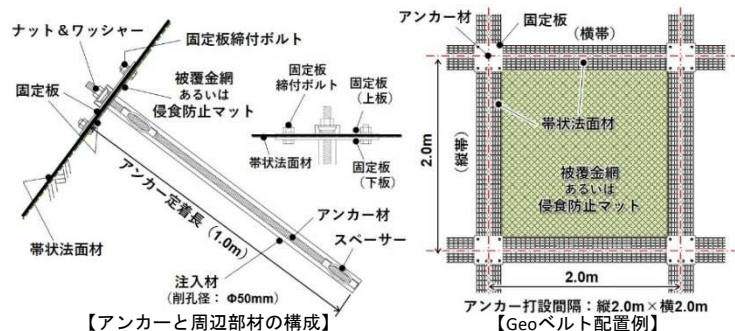 ナット＆ワッシャー
固定板締付ボルト
固定板
被覆金網
あるいは
侵食防止マット
アンカー定着長（1.0m）
帯状法面材
注入材
（削孔径： Φ50mm）
アンカー材
スペーサー
固定板
締付ボルト
固定板
（上板）
帯状法面材
固定板
（下板）
【アンカーと周辺部材の構成】
アンカー材
固定板
（横帯）
2.0m
（縦帯）
帯状法面材
被覆金網
あるいは
侵食防止マット
2.0m
アンカー打設間隔：縦2.0m×横2.0m
【Geoベルト配置例】